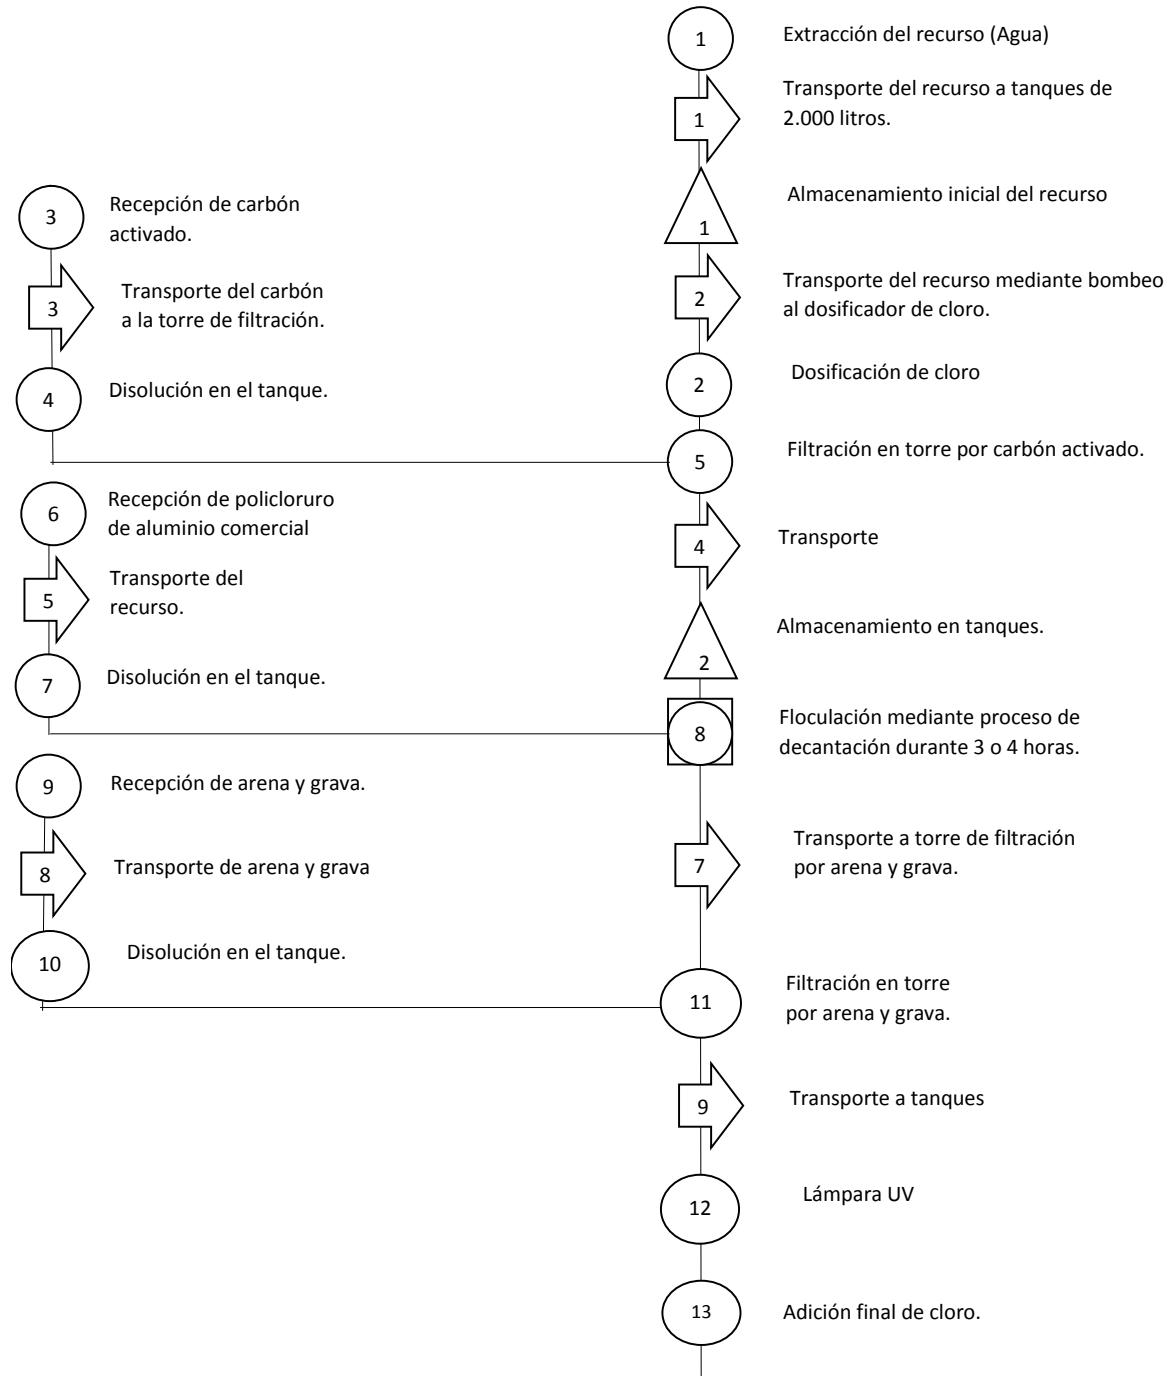 1
Extracción del recurso (Agua)
1
Transporte del recurso a tanques de
2.000 litros.
1
Almacenamiento inicial del recurso
3
Recepción de carbón
activado.
2
Transporte del recurso mediante bombeo
al dosificador de cloro.
3
Transporte del carbón
a la torre de filtración.
2
Dosificación de cloro
4
Disolución en el tanque.
5
Filtración en torre por carbón activado.
6
Recepción de policloruro
de aluminio comercial
4
Transporte
5
Transporte del
recurso.
2
Almacenamiento en tanques.
7
Disolución en el tanque.
8
Floculación mediante proceso de
decantación durante 3 o 4 horas.
9
Recepción de arena y grava.
7
Transporte a torre de filtración
por arena y grava.
8
Transporte de arena y grava
10
Disolución en el tanque.
11
Filtración en torre
por arena y grava.
9
Transporte a tanques
12
Lámpara UV
13
Adición final de cloro.